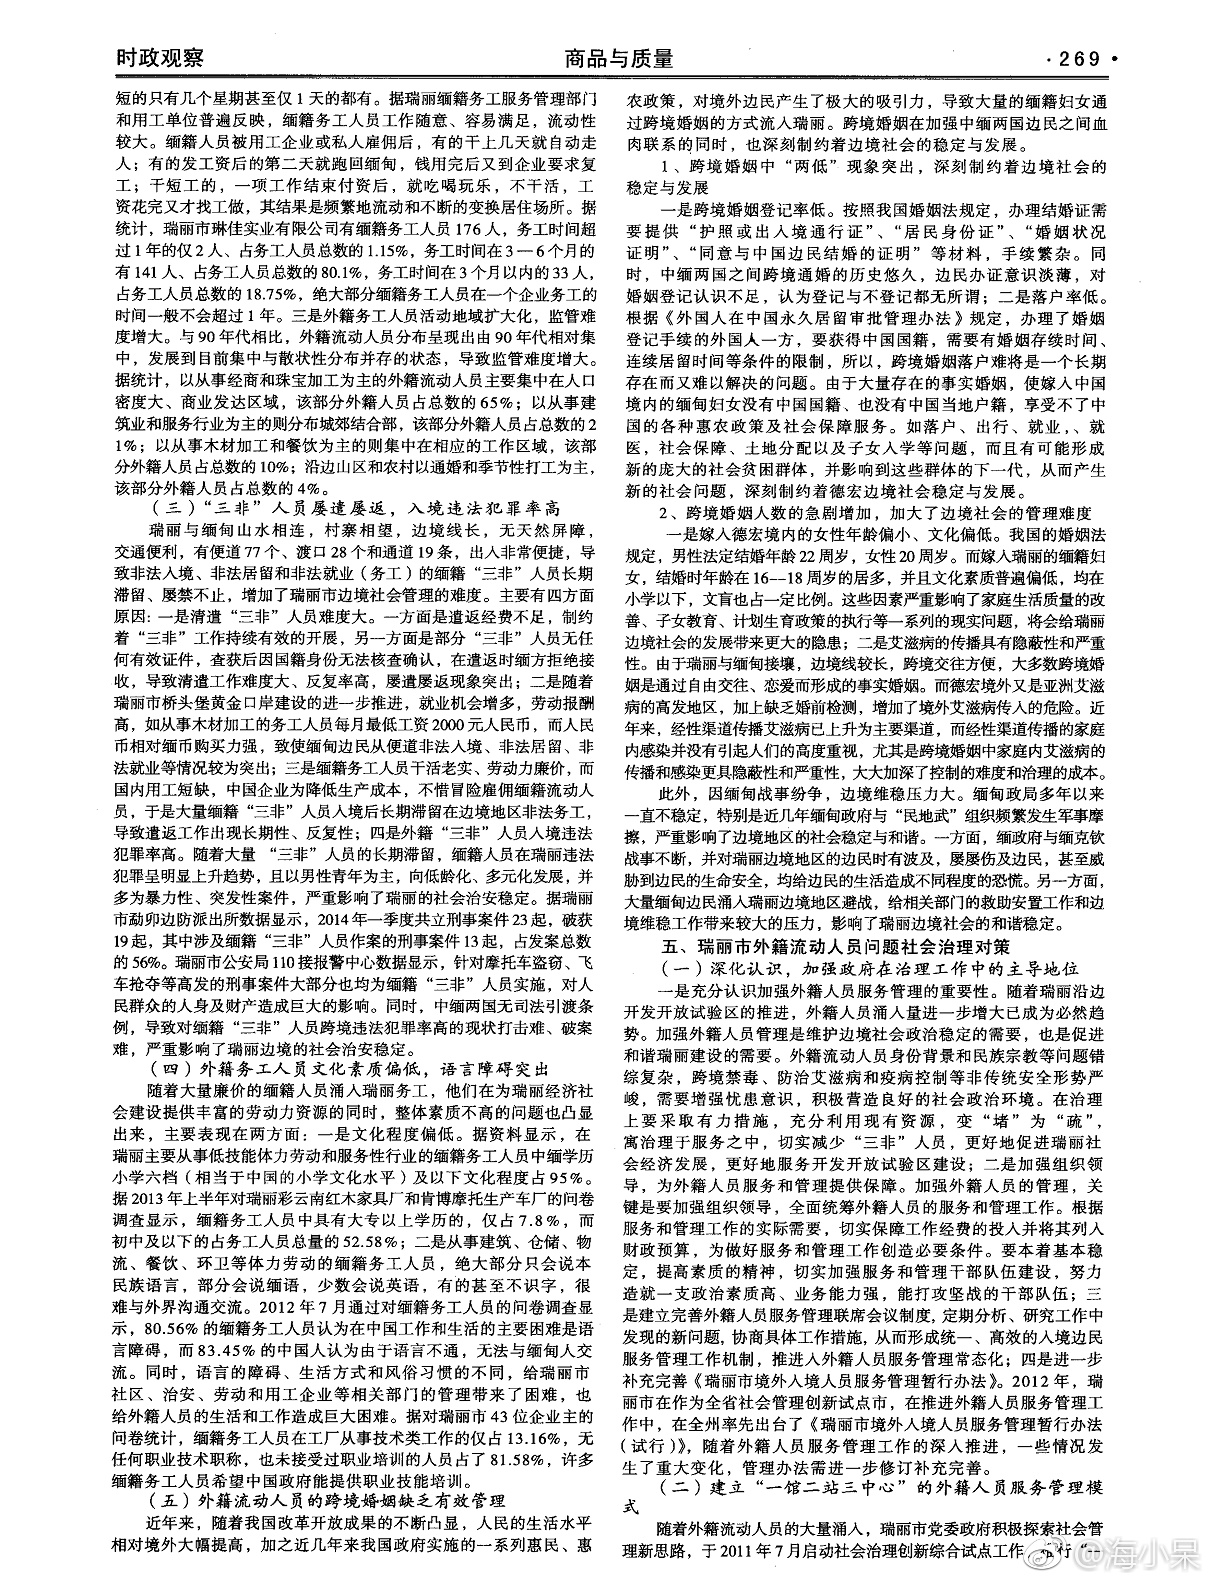 时政观察
商品与质量
·269·
短的只有几个星期甚至仅1天的都有。据瑞丽缅籍务工服务管理部门
和用工单位普遍反映，缅籍务工人员工作随意、容易满足，流动性
较大。缅籍人员被用工企业或私人雇佣后，有的干上几天就自动走
人；有的发工资后的第二天就跑回缅甸，钱用完后又到企业要求复
工；干短工的，一项工作结束付资后，就吃喝玩乐，不干活，工
资花完又才找工做，其结果是频繁地流动和不断的变换居住场所。据
统计，瑞丽市琳佳实业有限公司有缅籍务工人员176人，务工时间超
过1年的仅2人、占务工人员总数的1.15%，务工时间在3—6个月的
有141人、占务工人员总数的80.1%，务工时间在3个月以内的33人，
占务工人员总数的18.75%，绝大部分缅籍务工人员在一个企业务工的
时间一般不会超过1年。三是外籍务工人员活动地域扩大化，监管难
度增大。与90年代相比，外籍流动人员分布呈现出由90年代相对集
中，发展到目前集中与散状性分布并存的状态，导致监管难度增大。
据统计，以从事经商和珠宝加工为主的外籍流动人员主要集中在人口
密度大、商业发达区域，该部分外籍人员占总数的65%；以从事建
筑业和服务行业为主的则分布城郊结合部，该部分外籍人员占总数的2
1%；以从事木材加工和餐饮为主的则集中在相应的工作区域，该部
分外籍人员占总数的10%；沿边山区和农村以通婚和季节性打工为主，
该部分外籍人员占总数的4%。
（三）“三非”人员屡遣屡返，入境违法犯罪率高
瑞丽与缅甸山水相连，村寨相望，边境线长，无天然屏障，
交通便利，有便道77个、渡口28个和通道19条，出入非常便捷，导
致非法入境、非法居留和非法就业（务工）的缅籍“三非”人员长期
滞留、屡禁不止，增加了瑞丽市边境社会管理的难度。主要有四方面
原因：一是清遣“三非”人员难度大。一方面是遣返经费不足，制约
着“三非”工作持续有效的开展，另一方面是部分“三非”人员无任
何有效证件，查获后因国籍身份无法核查确认，在遣返时缅方拒绝接
收，导致清遣工作难度大、反复率高，屡遣屡返现象突出；二是随着
瑞丽市桥头堡黄金口岸建设的进一步推进，就业机会增多，劳动报酬
高，如从事木材加工的务工人员每月最低工资2000元人民币，而人民
币相对缅币购买力强，致使缅甸边民从便道非法入境、非法居留、非
法就业等情况较为突出；三是缅籍务工人员干活老实、劳动力廉价，而
国内用工短缺，中国企业为降低生产成本，不惜冒险雇佣缅籍流动人
员，于是大量缅籍“三非”人员入境后长期滞留在边境地区非法务工，
导致遣返工作出现长期性、反复性；四是外籍“三非”人员入境违法
犯罪率高。随着大量 “三非”人员的长期滞留，缅籍人员在瑞丽违法
犯罪呈明显上升趋势，且以男性青年为主，向低龄化、多元化发展，并
多为暴力性、突发性案件，严重影响了瑞丽的社会治安稳定。据瑞丽
市勐卯边防派出所数据显示，2014年一季度共立刑事案件23起，破获
19起，其中涉及缅籍“三非”人员作案的刑事案件13起，占发案总数
的56%。瑞丽市公安局110接报警中心数据显示，针对摩托车盗窃、飞
车抢夺等高发的刑事案件大部分也均为缅籍“三非”人员实施，对人
民群众的人身及财产造成巨大的影响。同时，中缅两国无司法引渡条
例，导致对缅籍“三非”人员跨境违法犯罪率高的现状打击难、破案
难，严重影响了瑞丽边境的社会治安稳定。
（四）外籍务工人员文化素质偏低，语言障碍突出
随着大量廉价的缅籍人员涌入瑞丽务工，他们在为瑞丽经济社
会建设提供丰富的劳动力资源的同时，整体素质不高的问题也凸显
出来，主要表现在两方面：一是文化程度偏低。据资料显示，在
瑞丽主要从事低技能体力劳动和服务性行业的缅籍务工人员中缅学历
小学六档（相当于中国的小学文化水平）及以下文化程度占95%。
据2013年上半年对瑞丽彩云南红木家具厂和肯博摩托生产车厂的问卷
调查显示，缅籍务工人员中具有大专以上学历的，仅占7.8%，而
初中及以下的占务工人员总量的52.58%；二是从事建筑、仓储、物
流、餐饮、环卫等体力劳动的缅籍务工人员，绝大部分只会说本
民族语言，部分会说缅语，少数会说英语，有的甚至不识字，很
难与外界沟通交流。2012年7月通过对缅籍务工人员的问卷调查显
示，80.56%的缅籍务工人员认为在中国工作和生活的主要困难是语
言障碍，而83.45%的中国人认为由于语言不通，无法与缅甸人交
流。同时，语言的障碍、生活方式和风俗习惯的不同，给瑞丽市
社区、治安、劳动和用工企业等相关部门的管理带来了困难，也
给外籍人员的生活和工作造成巨大困难。据对瑞丽市43位企业主的
问卷统计，缅籍务工人员在工厂从事技术类工作的仅占13.16%，无
任何职业技术职称，也未接受过职业培训的人员占了81.58%，许多
缅籍务工人员希望中国政府能提供职业技能培训。
（五）外籍流动人员的跨境婚姻缺乏有效管理
近年来，随着我国改革开放成果的不断凸显，人民的生活水平
相对境外大幅提高，加之近几年来我国政府实施的一系列惠民、惠
农政策，对境外边民产生了极大的吸引力，导致大量的缅籍妇女通
过跨境婚姻的方式流入瑞丽。跨境婚姻在加强中缅两国边民之间血
肉联系的同时，也深刻制约着边境社会的稳定与发展。
1、跨境婚姻中“两低”现象突出，深刻制约着边境社会的
稳定与发展
一是跨境婚姻登记率低。按照我国婚姻法规定，办理结婚证需
要提供“护照或出入境通行证”、“居民身份证”、“婚姻状况
证明”、“同意与中国边民结婚的证明”等材料，手续繁杂。同
时，中缅两国之间跨境通婚的历史悠久，边民办证意识淡薄，对
婚姻登记认识不足，认为登记与不登记都无所谓；二是落户率低。
根据《外国人在中国永久居留审批管理办法》规定，办理了婚姻
登记手续的外国人一方，要获得中国国籍，需要有婚姻存续时间、
连续居留时间等条件的限制，所以，跨境婚姻落户难将是一个长期
存在而又难以解决的问题。由于大量存在的事实婚姻，使嫁入中国
境内的缅甸妇女没有中国国籍、也没有中国当地户籍，享受不了中
国的各种惠农政策及社会保障服务。如落户、出行、就业，、就
医，社会保障、土地分配以及子女入学等问题，而且有可能形成
新的庞大的社会贫困群体，并影响到这些群体的下一代，从而产生
新的社会问题，深刻制约着德宏边境社会稳定与发展。
2、跨境婚姻人数的急剧增加，加大了边境社会的管理难度
一是嫁入德宏境内的女性年龄偏小、文化偏低。我国的婚姻法
规定，男性法定结婚年龄22周岁，女性20周岁。而嫁入瑞丽的缅籍妇
女，结婚时年龄在16--18周岁的居多，并且文化素质普遍偏低，均在
小学以下，文盲也占一定比例。这些因素严重影响了家庭生活质量的改
善、子女教育、计划生育政策的执行等一系列的现实问题，将会给瑞丽
边境社会的发展带来更大的隐患；二是艾滋病的传播具有隐蔽性和严重
性。由于瑞丽与缅甸接壤，边境线较长，跨境交往方便，大多数跨境婚
姻是通过自由交往、恋爱而形成的事实婚姻。而德宏境外又是亚洲艾滋
病的高发地区，加上缺乏婚前检测，增加了境外艾滋病传入的危险。近
年来，经性渠道传播艾滋病已上升为主要渠道，而经性渠道传播的家庭
内感染并没有引起人们的高度重视，尤其是跨境婚姻中家庭内艾滋病的
传播和感染更具隐蔽性和严重性，大大加深了控制的难度和治理的成本。
此外，因缅甸战事纷争，边境维稳压力大。缅甸政局多年以来
一直不稳定，特别是近几年缅甸政府与“民地武”组织频繁发生军事摩
擦，严重影响了边境地区的社会稳定与和谐。一方面，缅政府与缅克钦
战事不断，并对瑞丽边境地区的边民时有波及，屡屡伤及边民，甚至威
胁到边民的生命安全，均给边民的生活造成不同程度的恐慌。另一方面，
大量缅甸边民涌入瑞丽边境地区避战，给相关部门的救助安置工作和边
境维稳工作带来较大的压力，影响了瑞丽边境社会的和谐稳定。
五、瑞丽市外籍流动人员问题社会治理对策
（一）深化认识，加强政府在治理工作中的主导地位
一是充分认识加强外籍人员服务管理的重要性。随着瑞丽沿边
开发开放试验区的推进，外籍人员涌入量进一步增大已成为必然趋
势。加强外籍人员管理是维护边境社会政治稳定的需要，也是促进
和谐瑞丽建设的需要。外籍流动人员身份背景和民族宗教等问题错
综复杂，跨境禁毒、防治艾滋病和疫病控制等非传统安全形势严
峻，需要增强忧患意识，积极营造良好的社会政治环境。在治理
上要采取有力措施，充分利用现有资源，变“堵”为“疏”，
寓治理于服务之中，切实减少“三非”人员，更好地促进瑞丽社
会经济发展，更好地服务开发开放试验区建设；二是加强组织领
导，为外籍人员服务和管理提供保障。加强外籍人员的管理，关
键是要加强组织领导，全面统筹外籍人员的服务和管理工作。根据
服务和管理工作的实际需要，切实保障工作经费的投入并将其列入
财政预算，为做好服务和管理工作创造必要条件。要本着基本稳
定，提高素质的精神，切实加强服务和管理干部队伍建设，努力
造就一支政治素质高、业务能力强，能打攻坚战的干部队伍；三
是建立完善外籍人员服务管理联席会议制度，定期分析、研究工作中
发现的新问题，协商具体工作措施，从而形成统一、高效的入境边民
服务管理工作机制，推进入外籍人员服务管理常态化；四是进一步
补充完善《瑞丽市境外入境人员服务管理暂行办法》。2012年，瑞
丽市在作为全省社会管理创新试点市，在推进外籍人员服务管理工
作中，在全州率先出台了《瑞丽市境外入境人员服务管理暂行办法
（试行）》，随着外籍人员服务管理工作的深入推进，一些情况发
生了重大变化，管理办法需进一步修订补充完善。
（二）建立“一馆二站三中心”的外籍人员服务管理模
式
随着外籍流动人员的大量涌入，瑞丽市党委政府积极探索社会管
理新思路，于2011年7月启动社会治理创新综合试点工作，推行“一
@海小呆